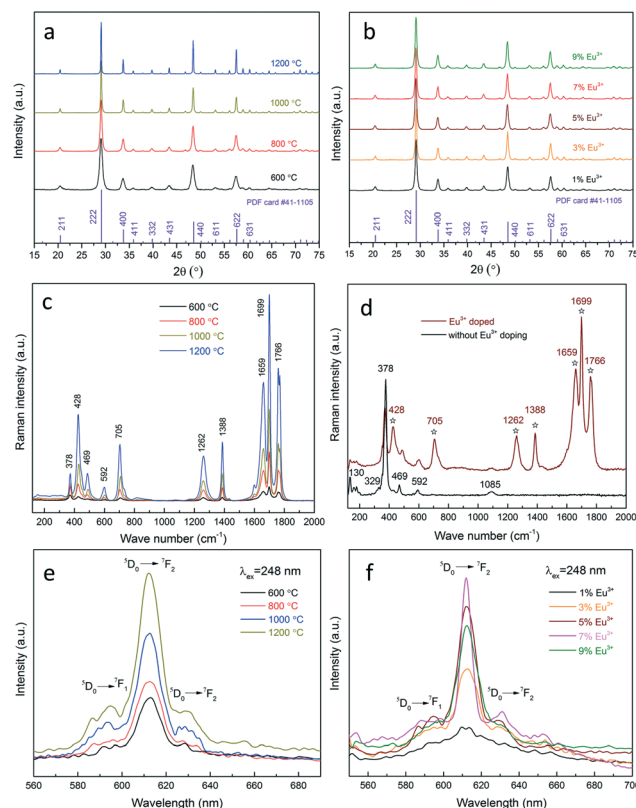 a
1200 °C
1000 °C
800 °C
600 °C
PDF card #41-1105
211
222
400
411
332
431
440
611
622
631
15 20 25 30 35 40 45 50 55 60 65 70 75
2θ (°)
Intensity (a.u.)
b
9% Eu³⁺
7% Eu³⁺
5% Eu³⁺
3% Eu³⁺
1% Eu³⁺
PDF card #41-1105
211
222
400
411
332
431
440
611
622
631
15 20 25 30 35 40 45 50 55 60 65 70 75
2θ (°)
Intensity (a.u.)
c
600 °C
800 °C
1000 °C
1200 °C
378
428
469
592
705
1262
1388
1659
1699
1766
200 400 600 800 1000 1200 1400 1600 1800 2000
Wave number (cm⁻¹)
Raman intensity (a.u.)
d
Eu³⁺ doped
without Eu³⁺ doping
378
428
705
1262
1388
1659
1699
1766
130
329
469
592
1085
200 400 600 800 1000 1200 1400 1600 1800 2000
Wave number (cm⁻¹)
Raman intensity (a.u.)
e
λex=248 nm
600 °C
800 °C
1000 °C
1200 °C
⁵D₀ → ⁷F₂
⁵D₀ → ⁷F₁
⁵D₀ → ⁷F₂
560 580 600 620 640 660 680
Wavelength (nm)
Intensity (a.u.)
f
λex=248 nm
1% Eu³⁺
3% Eu³⁺
5% Eu³⁺
7% Eu³⁺
9% Eu³⁺
⁵D₀ → ⁷F₂
⁵D₀ → ⁷F₁
⁵D₀ → ⁷F₂
560 580 600 620 640 660 680 700
Wavelength (nm)
Intensity (a.u.)